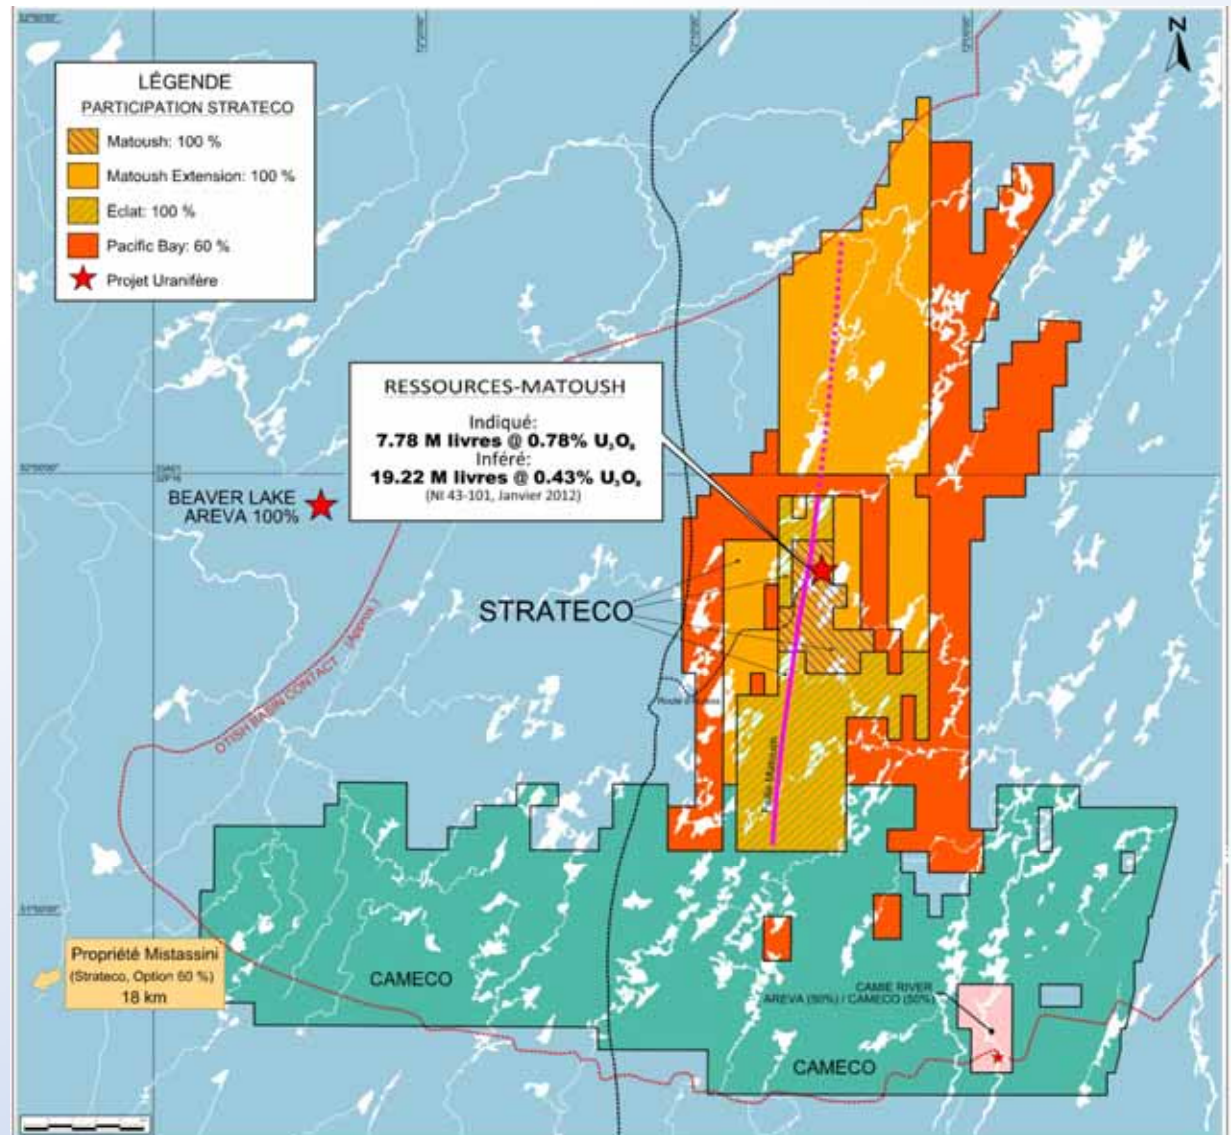 LÉGENDE
PARTICIPATION STRATECO
Matoush: 100 %
Matoush Extension: 100 %
Eclat: 100 %
Pacific Bay: 60 %
Projet Uranifère
N
RESSOURCES-MATOUSH
Indiqué:
7.78 M livres @ 0.78% U₃O₈
Inféré:
19.22 M livres @ 0.43% U₃O₈
(NI 43-101, Janvier 2012)
BEAVER LAKE
AREVA 100%
STRATECO
OTISH BASIN CONTACT (Approx.)
Propriété Mistassini
(Strateco, Option 60 %)
18 km
CAMECO
CAMIE RIVER
AREVA (50%) / CAMECO (50%)
CAMECO